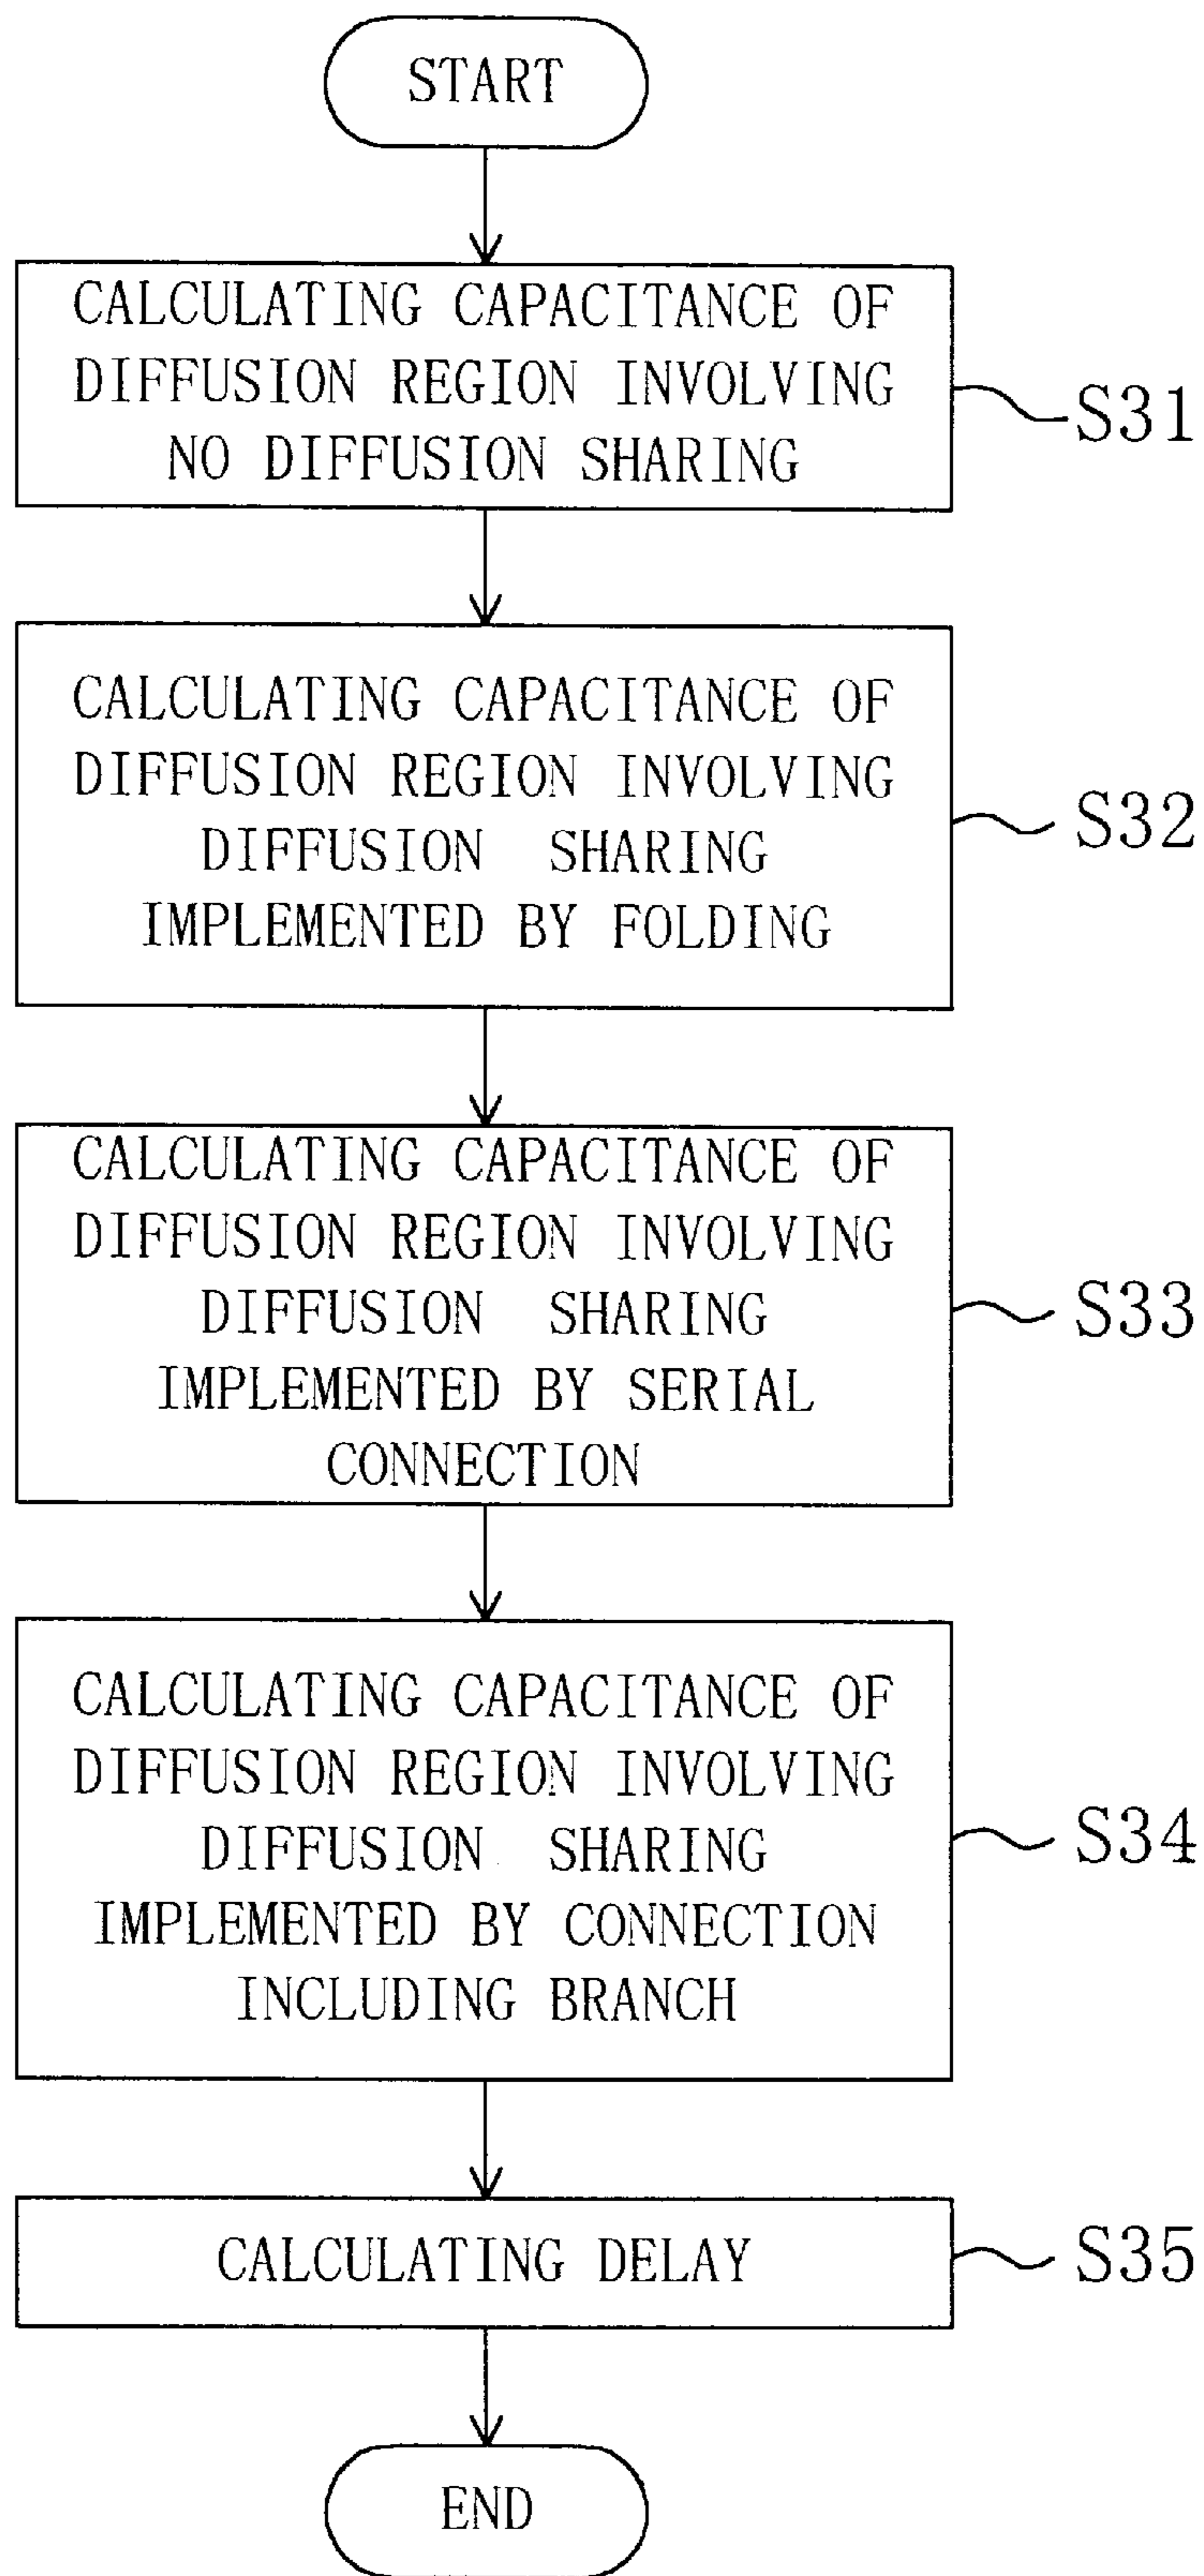 START
CALCULATING CAPACITANCE OF
DIFFUSION REGION INVOLVING
NO DIFFUSION SHARING
S31
CALCULATING CAPACITANCE OF
DIFFUSION REGION INVOLVING
DIFFUSION SHARING
IMPLEMENTED BY FOLDING
S32
CALCULATING CAPACITANCE OF
DIFFUSION REGION INVOLVING
DIFFUSION SHARING
IMPLEMENTED BY SERIAL
CONNECTION
S33
CALCULATING CAPACITANCE OF
DIFFUSION REGION INVOLVING
DIFFUSION SHARING
IMPLEMENTED BY CONNECTION
INCLUDING BRANCH
S34
CALCULATING DELAY
S35
END